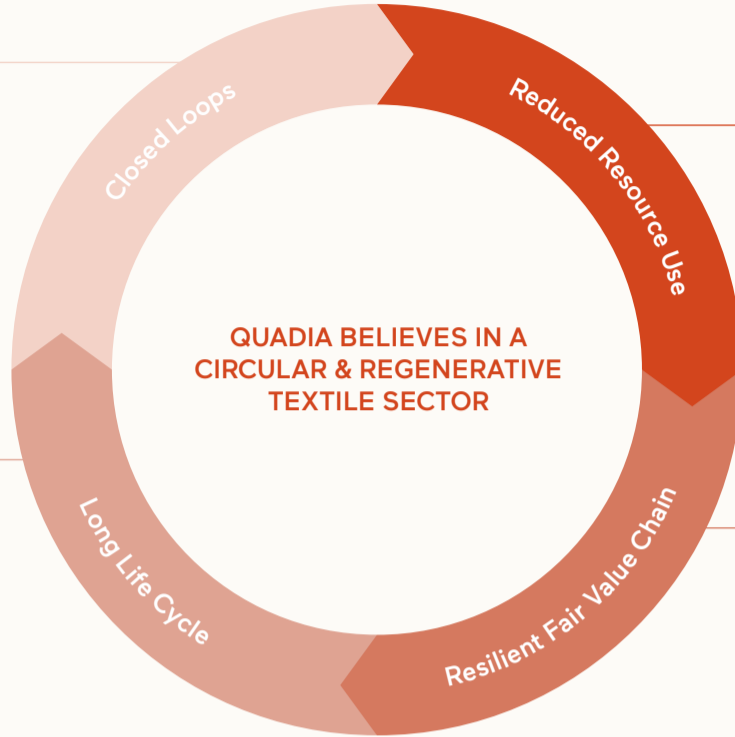 Closed Loops
Reduced Resource Use
QUADIA BELIEVES IN A
CIRCULAR & REGENERATIVE
TEXTILE SECTOR
Long Life Cycle
Resilient Fair Value Chain